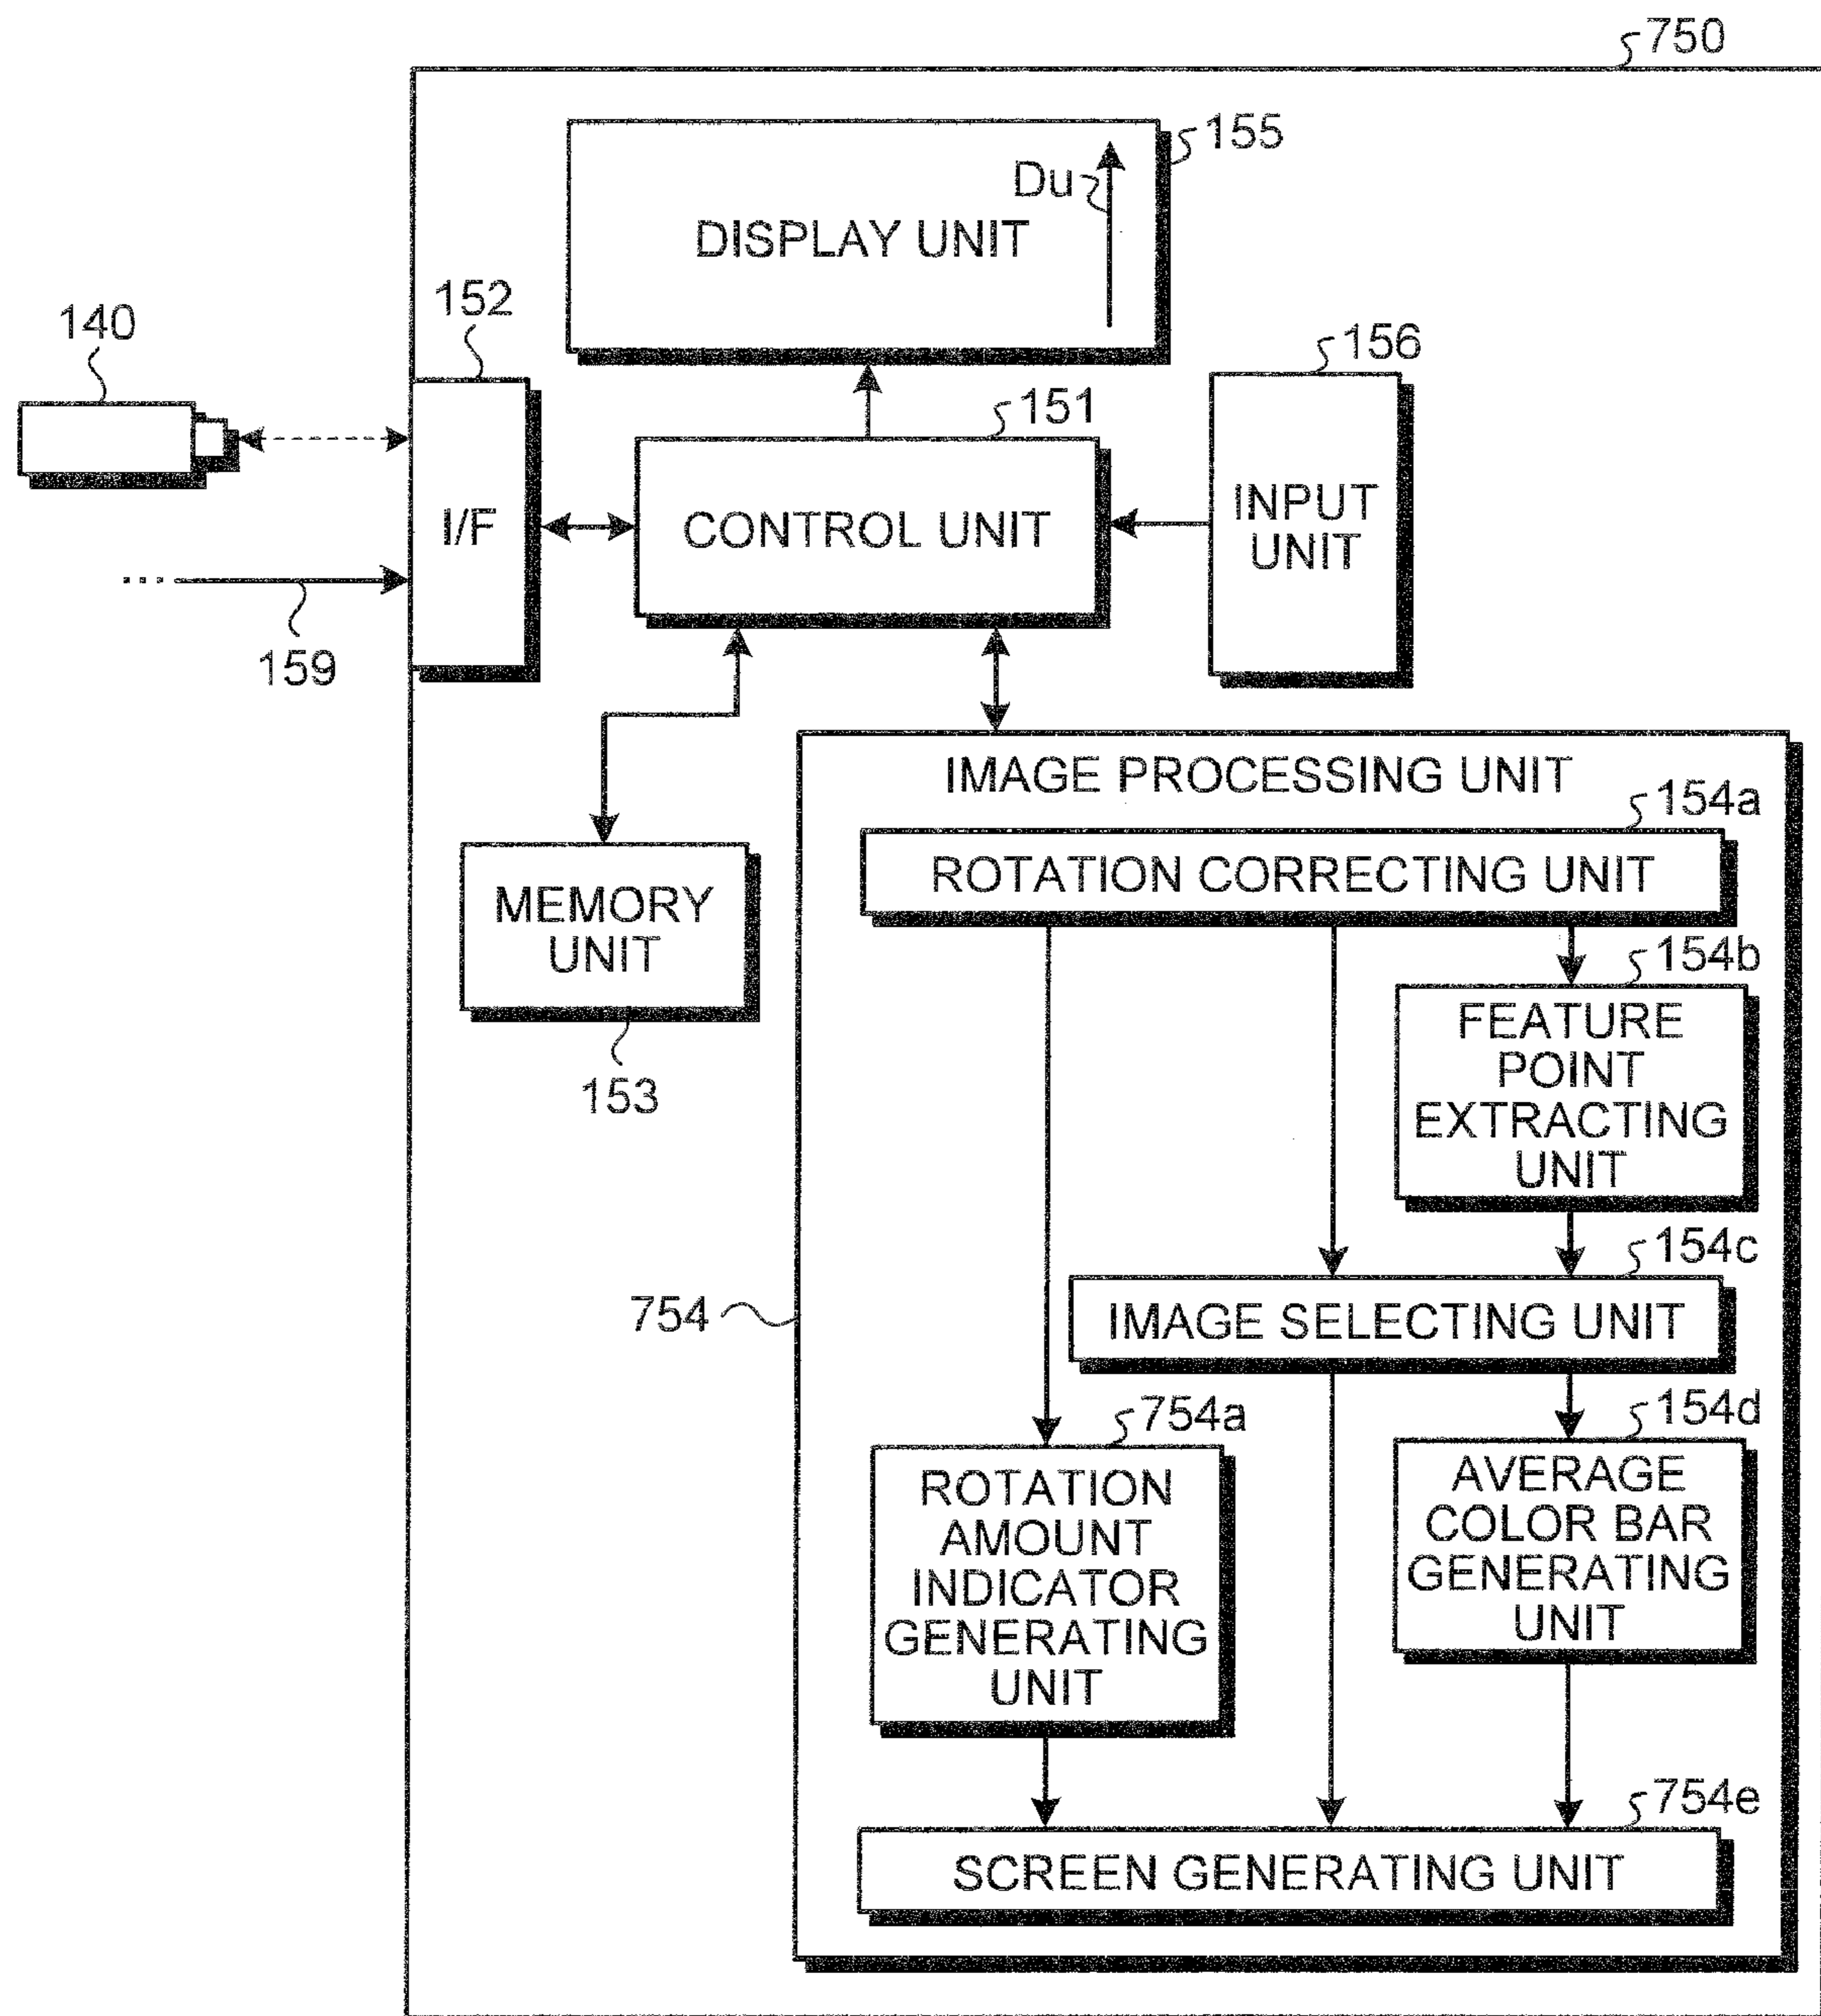 750
155
Du
DISPLAY UNIT
152
140
156
151
I/F
CONTROL UNIT
INPUT
UNIT
159
IMAGE PROCESSING UNIT
154a
ROTATION CORRECTING UNIT
MEMORY
UNIT
153
154b
FEATURE
POINT
EXTRACTING
UNIT
154c
754
IMAGE SELECTING UNIT
754a
154d
ROTATION
AMOUNT
INDICATOR
GENERATING
UNIT
AVERAGE
COLOR BAR
GENERATING
UNIT
754e
SCREEN GENERATING UNIT